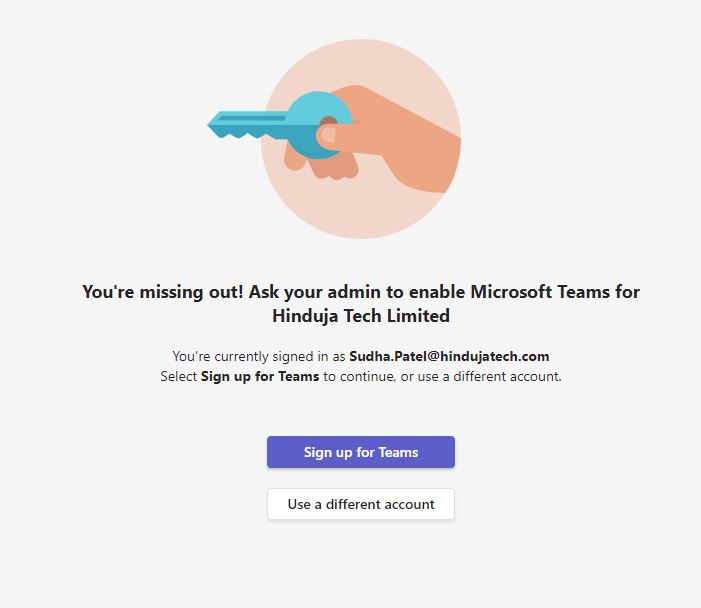 You're missing out! Ask your admin to enable Microsoft Teams for
Hinduja Tech Limited
You're currently signed in as Sudha.Patel@hindujatech.com
Select Sign up for Teams to continue, or use a different account.
Sign up for Teams
Use a different account